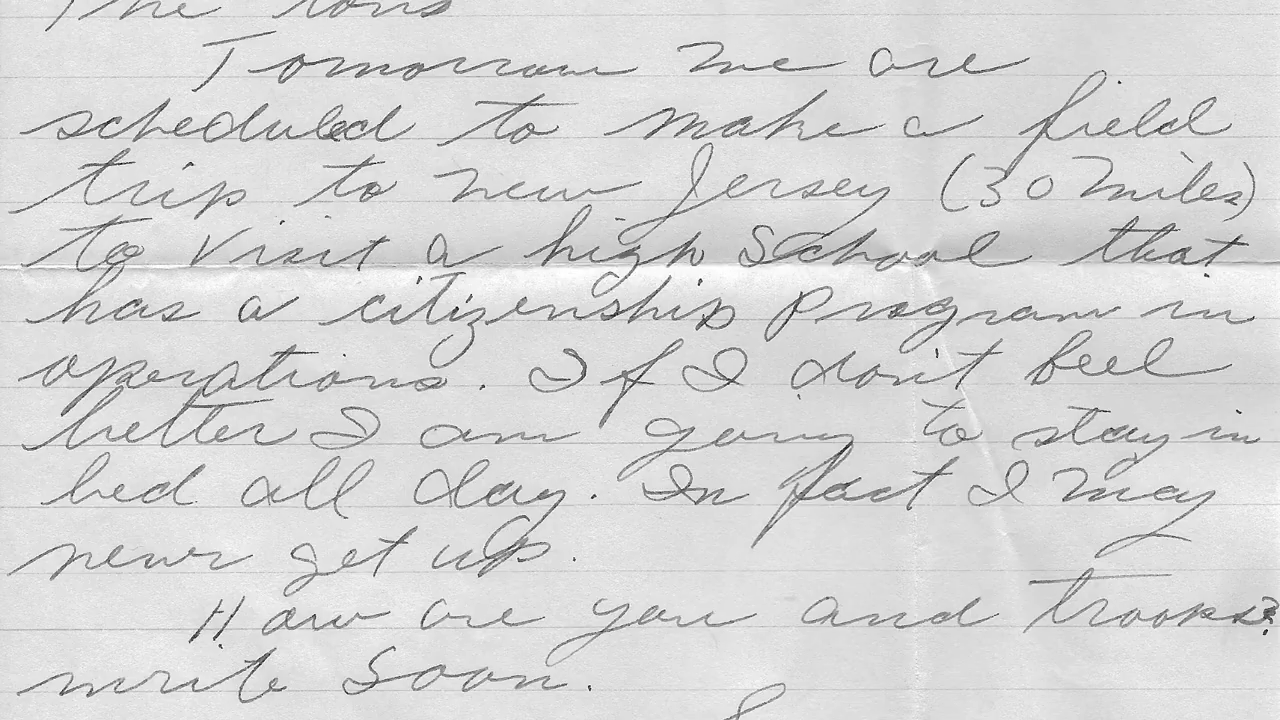 The
Tomorrow we are
scheduled to make a field
trip to new Jersey (30 miles)
to Visit a high School that
has a citizenship program in
operations. If I don't feel
better I am going to stay in
bed all day. In fact I may
never get up.
How are you and troops?
write Soon.